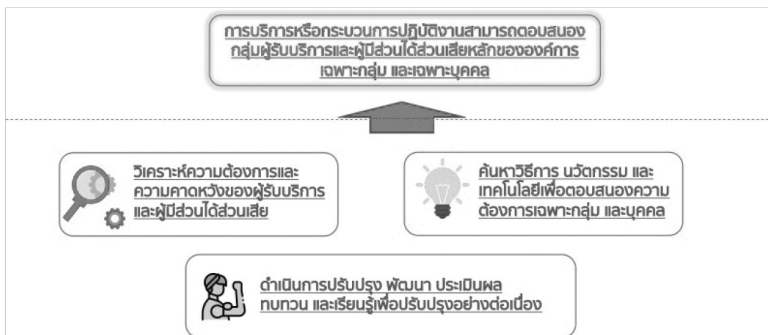 การบริการหรือกระบวนการปฏิบัติงานสามารถตอบสนอง
กลุ่มผู้รับบริการและผู้มีส่วนได้ส่วนเสียหลักขององค์การ
เฉพาะกลุ่ม และเฉพาะบุคคล
วิเคราะห์ความต้องการและ
ความคาดหวังของผู้รับบริการ
และผู้มีส่วนได้ส่วนเสีย
ค้นหาวิธีการ นวัตกรรม และ
เทคโนโลยีเพื่อตอบสนองความ
ต้องการเฉพาะกลุ่ม และบุคคล
ดำเนินการปรับปรุง พัฒนา ประเมินผล
ทบทวน และเรียนรู้เพื่อปรับปรุงอย่างต่อเนื่อง